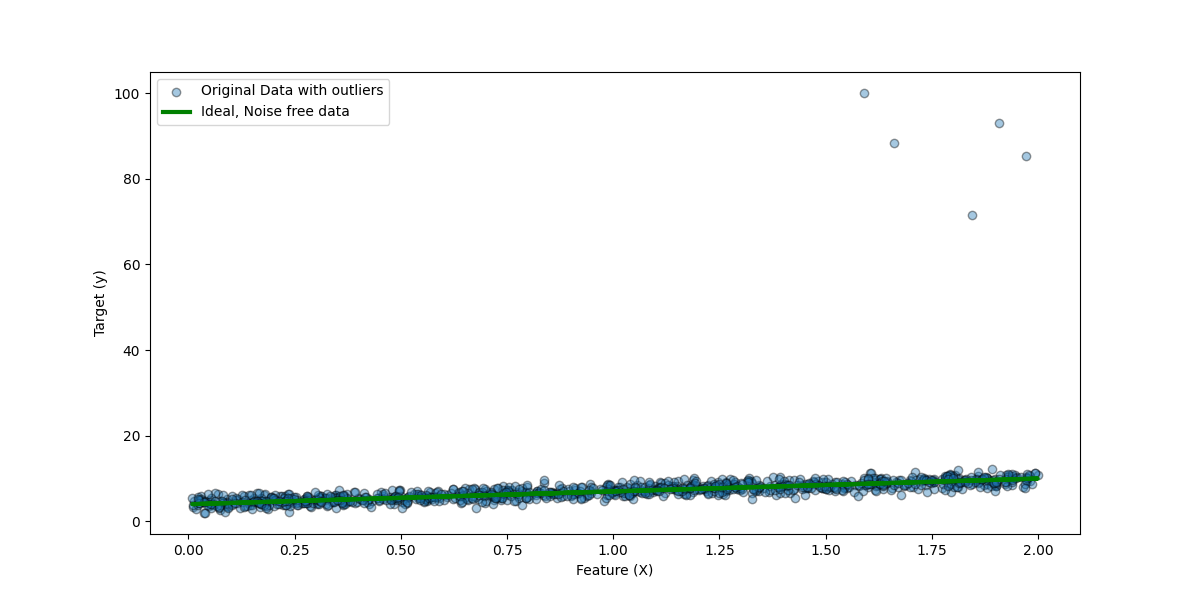 Original Data with outliers
Ideal, Noise free data
100
80
60
40
20
0
Target (y)
0.00 0.25 0.50 0.75 1.00 1.25 1.50 1.75 2.00
Feature (X)